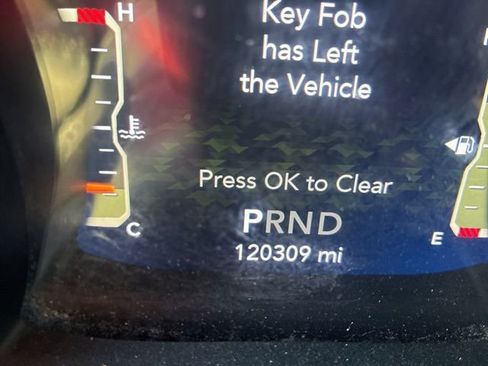 H
Key Fob
has Left
the Vehicle
Press OK to Clear
C
PRND
E
120309 mi